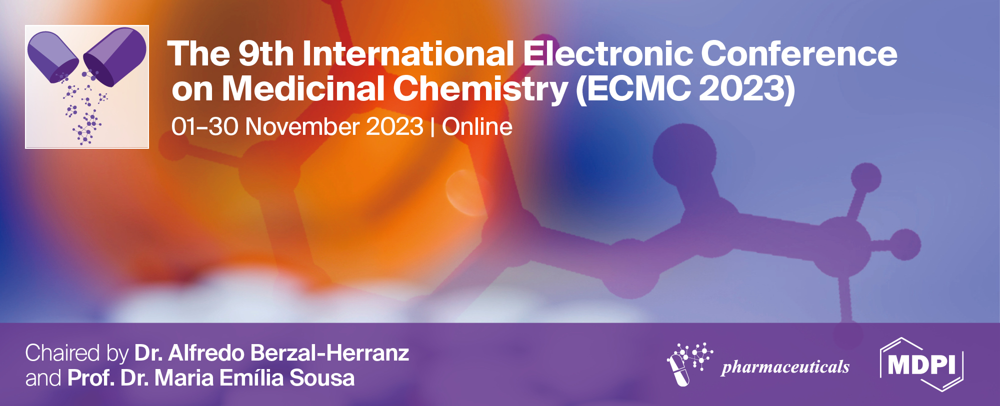 The 9th International Electronic Conference
on Medicinal Chemistry (ECMC 2023)
01–30 November 2023 | Online
Chaired by Dr. Alfredo Berzal-Herranz
and Prof. Dr. Maria Emília Sousa
pharmaceuticals
MDPI